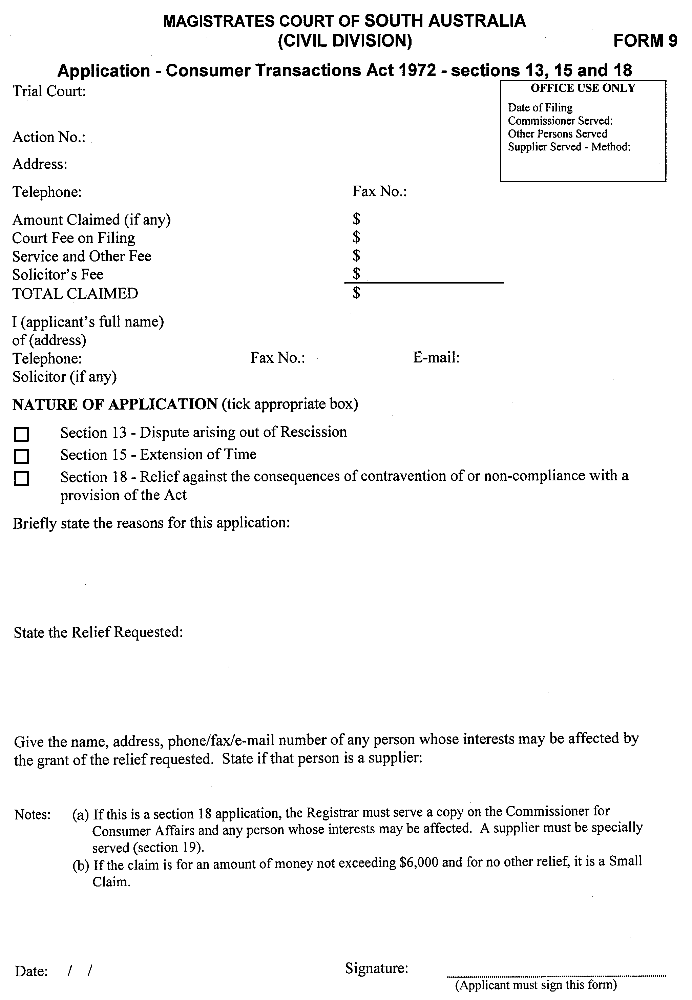 MAGISTRATES COURT OF SOUTH AUSTRALIA
(CIVIL DIVISION) FORM 9
Application - Consumer Transactions Act 1972 - sections 13, 15 and 18
Trial Court:
OFFICE USE ONLY
Date of Filing
Commissioner Served:
Other Persons Served
Supplier Served - Method:
Action No.:
Address:
Telephone: Fax No.:
Amount Claimed (if any) $
Court Fee on Filing $
Service and Other Fee $
Solicitor's Fee $
TOTAL CLAIMED $
I (applicant's full name)
of (address)
Telephone: Fax No.: E-mail:
Solicitor (if any)
NATURE OF APPLICATION (tick appropriate box)
Section 13 - Dispute arising out of Rescission
Section 15 - Extension of Time
Section 18 - Relief against the consequences of contravention of or non-compliance with a
provision of the Act
Briefly state the reasons for this application:
State the Relief Requested:
Give the name, address, phone/fax/e-mail number of any person whose interests may be affected by
the grant of the relief requested. State if that person is a supplier:
Notes: (a) If this is a section 18 application, the Registrar must serve a copy on the Commissioner for
Consumer Affairs and any person whose interests may be affected. A supplier must be specially
served (section 19).
(b) If the claim is for an amount of money not exceeding $6,000 and for no other relief, it is a Small
Claim.
Date: / / Signature:
(Applicant must sign this form)